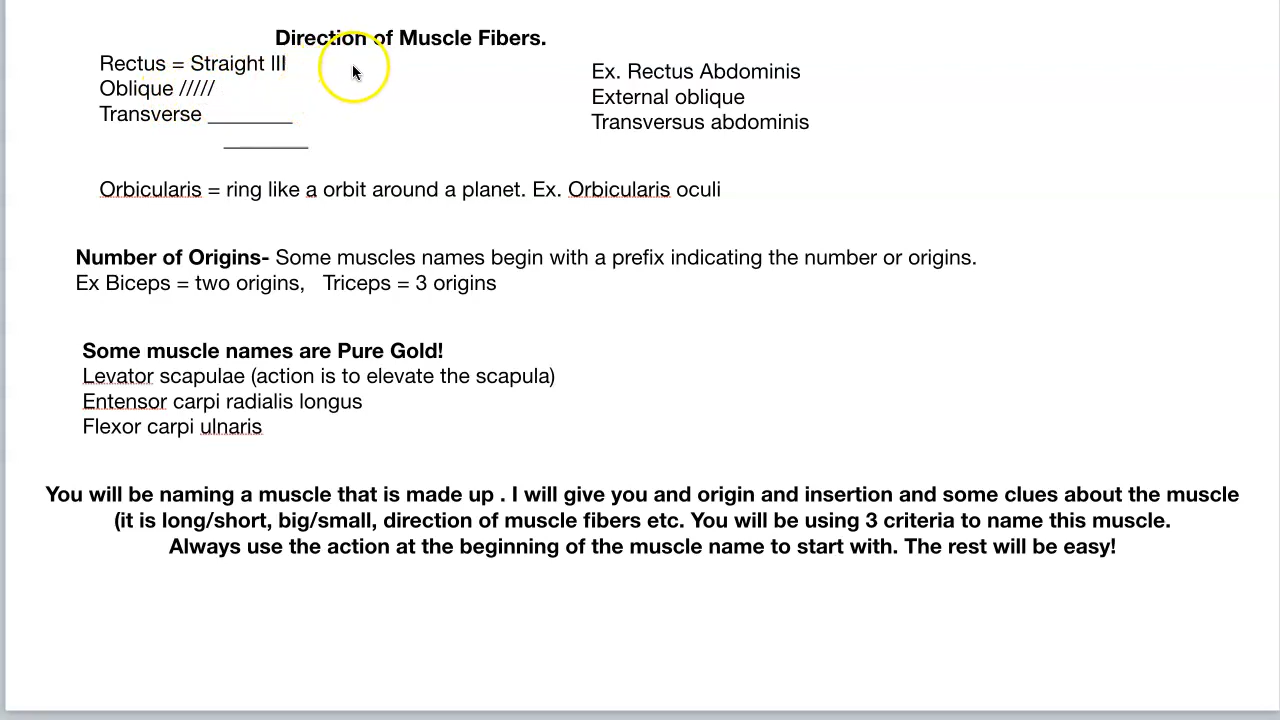 Direction of Muscle Fibers.
Rectus = Straight III
Oblique /////
Transverse ________
________
Ex. Rectus Abdominis
External oblique
Transversus abdominis
Orbicularis = ring like a orbit around a planet. Ex. Orbicularis oculi
Number of Origins- Some muscles names begin with a prefix indicating the number or origins.
Ex Biceps = two origins, Triceps = 3 origins
Some muscle names are Pure Gold!
Levator scapulae (action is to elevate the scapula)
Entensor carpi radialis longus
Flexor carpi ulnaris
You will be naming a muscle that is made up . I will give you and origin and insertion and some clues about the muscle
(it is long/short, big/small, direction of muscle fibers etc. You will be using 3 criteria to name this muscle.
Always use the action at the beginning of the muscle name to start with. The rest will be easy!